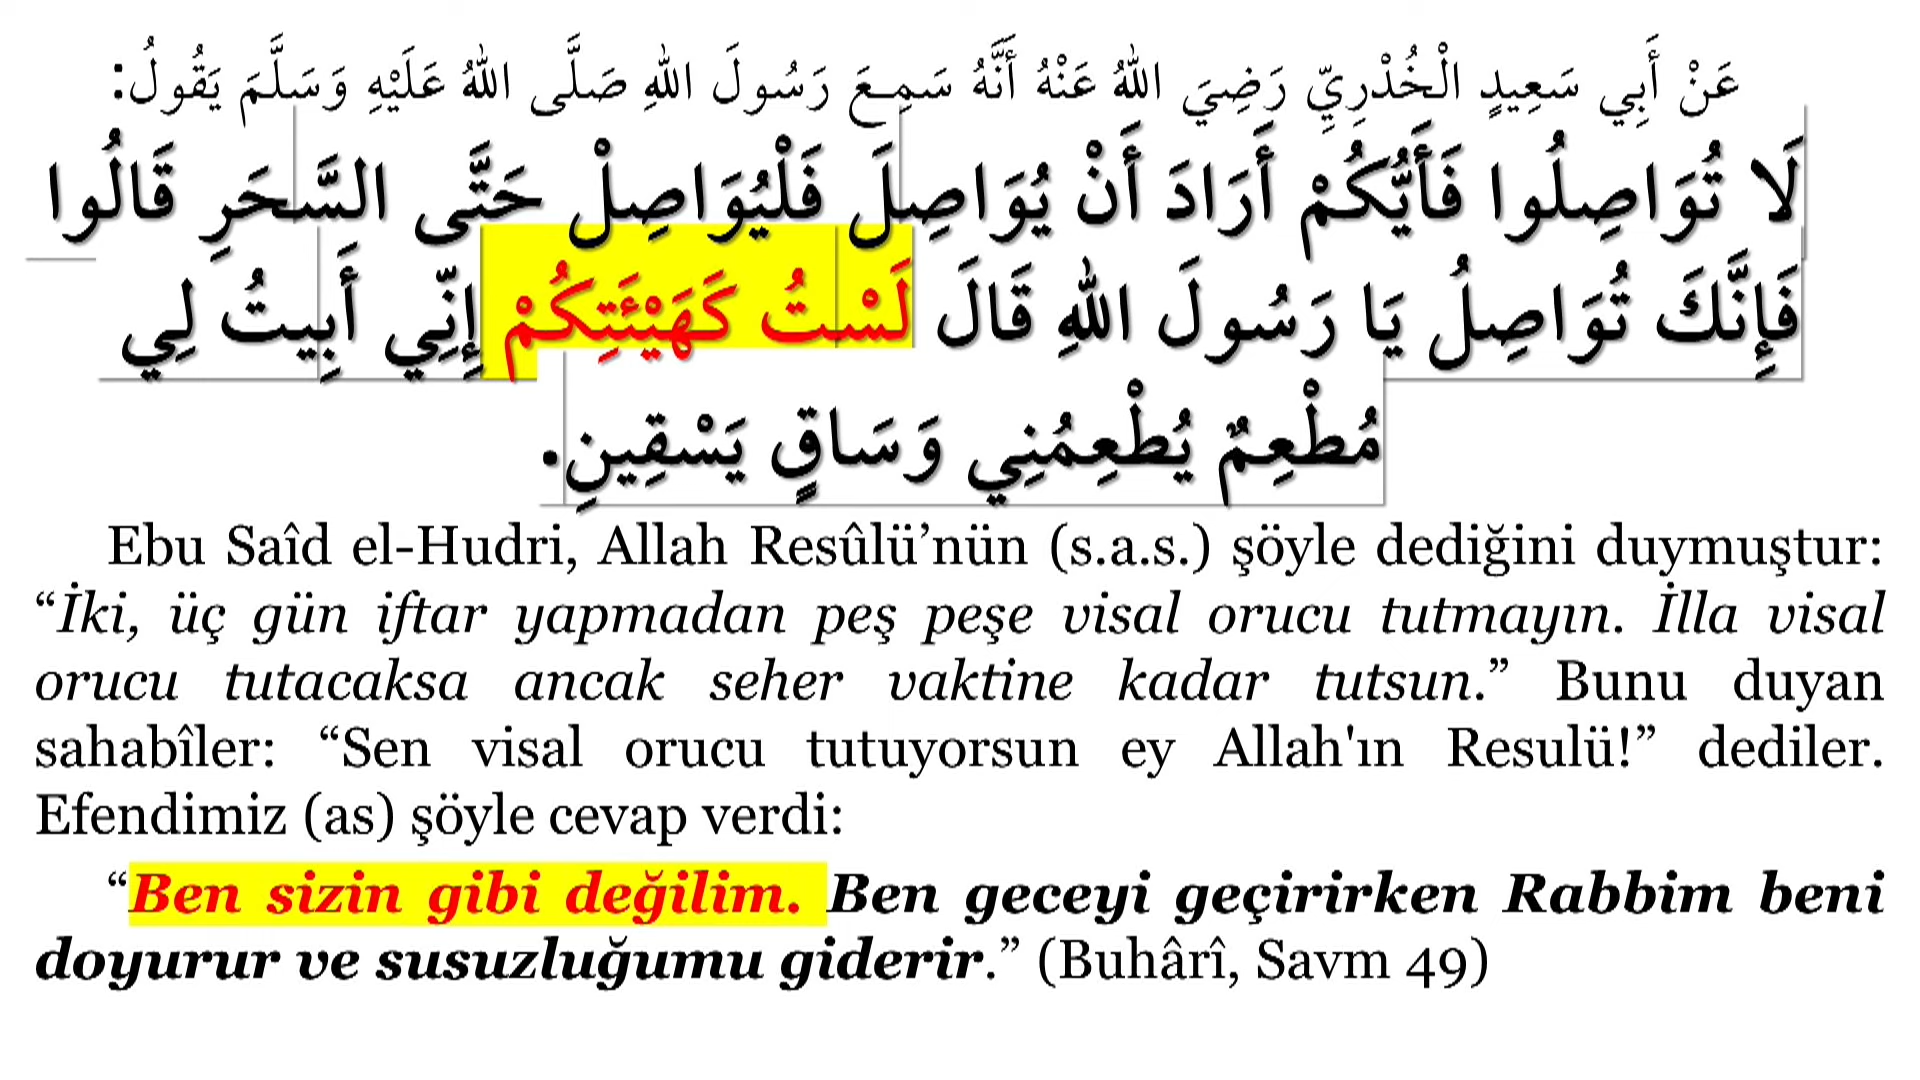 عَنْ أَبِي سَعِيدٍ الْخُدْرِيِّ رَضِيَ اللهُ عَنْهُ أَنَّهُ سَمِعَ رَسُولَ اللهِ صَلَّى اللهُ عَلَيْهِ وَسَلَّمَ يَقُولُ:
لَا تُوَاصِلُوا فَأَيُّكُمْ أَرَادَ أَنْ يُوَاصِلَ فَلْيُوَاصِلْ حَتَّى السَّحَرِ قَالُوا
فَإِنَّكَ تُوَاصِلُ يَا رَسُولَ اللهِ قَالَ لَسْتُ كَهَيْئَتِكُمْ إِنِّي أَبِيتُ لِي
مُطْعِمٌ يُطْعِمُنِي وَسَاقٍ يَسْقِينِ.
Ebu Saîd el-Hudri, Allah Resûlü’nün (s.a.s.) şöyle dediğini duymuştur:
“İki, üç gün iftar yapmadan peş peşe visal orucu tutmayın. İlla visal
orucu tutacaksa ancak seher vaktine kadar tutsun.” Bunu duyan
sahabîler: “Sen visal orucu tutuyorsun ey Allah'ın Resulü!” dediler.
Efendimiz (as) şöyle cevap verdi:
“Ben sizin gibi değilim. Ben geceyi geçirirken Rabbim beni
doyurur ve susuzluğumu giderir.” (Buhârî, Savm 49)